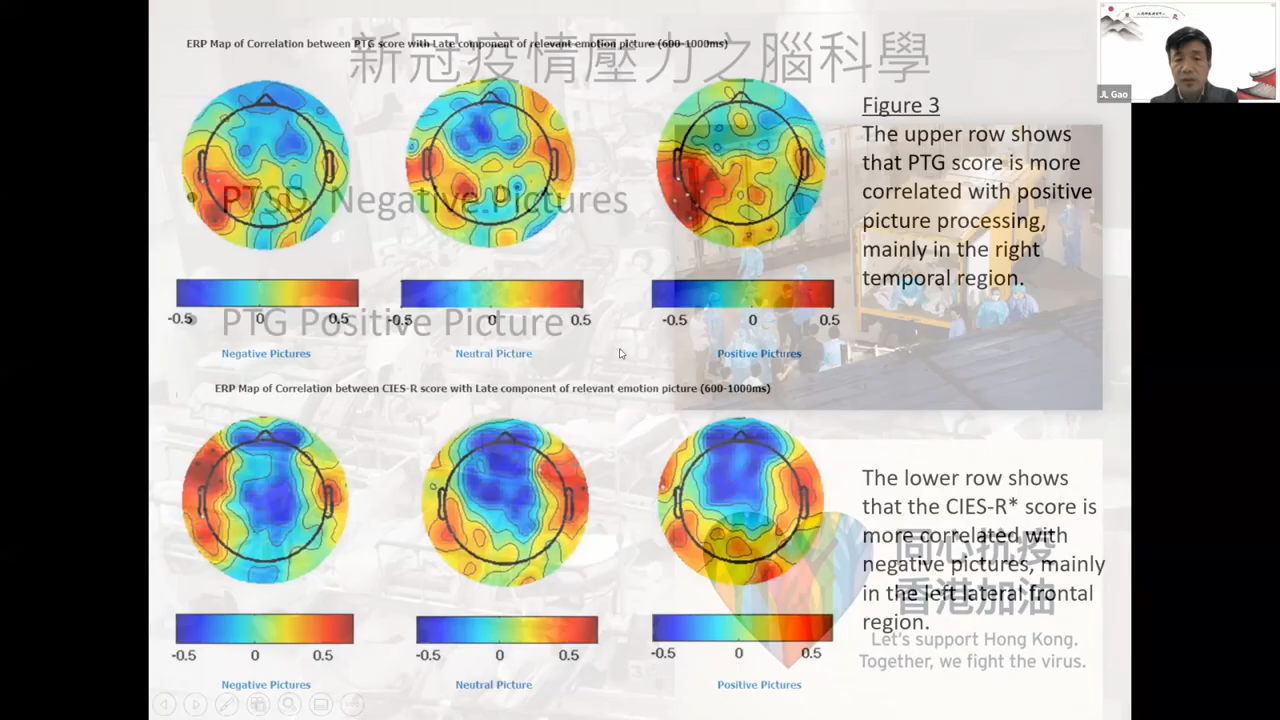 新冠疫情壓力之腦科學
ERP Map of Correlation between PTG score with Late component of relevant emotion picture (600-1000ms)
Figure 3
The upper row shows
that PTG score is more
correlated with positive
picture processing,
mainly in the right
temporal region.
• PTSD Negative Pictures
• PTG Positive Picture
-0.5 0 0.5
-0.5 0 0.5
-0.5 0 0.5
Negative Pictures
Neutral Picture
Positive Pictures
ERP Map of Correlation between CIES-R score with Late component of relevant emotion picture (600-1000ms)
The lower row shows
that the CIES-R* score is
more correlated with
negative pictures, mainly
in the left lateral frontal
region.
同心抗疫
香港加油
Let's support Hong Kong.
Together, we fight the virus.
-0.5 0 0.5
-0.5 0 0.5
-0.5 0 0.5
Negative Pictures
Neutral Picture
Positive Pictures
JL Gao